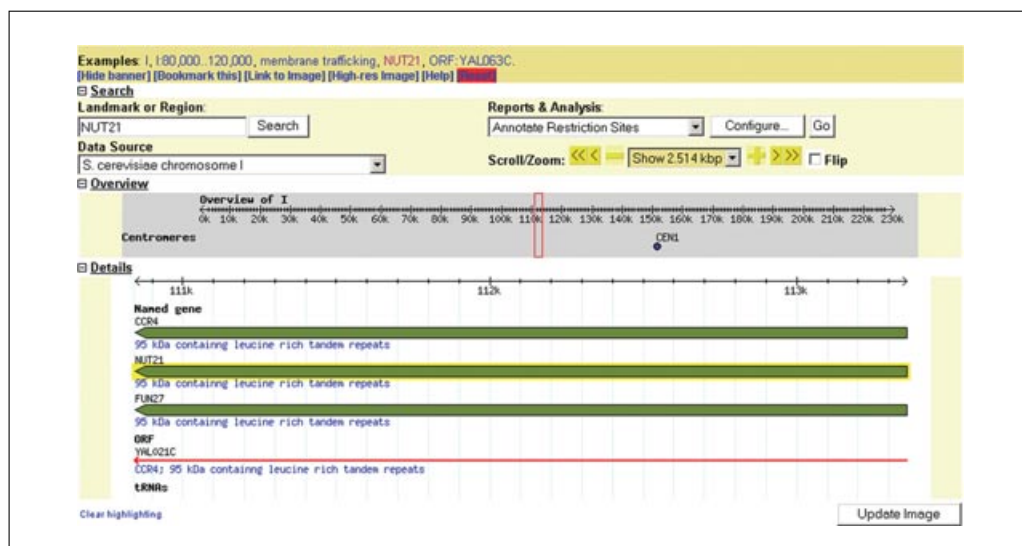 Examples: I, I:80,000...120,000, membrane trafficking, NUT21, ORF:YAL063C.
[Hide banner] [Bookmark this] [Link to Image] [High-res Image] [Help] [Reset]
Search
Landmark or Region:
NUT21 Search
Reports & Analysis:
Annotate Restriction Sites Configure... Go
Data Source
S. cerevisiae chromosome I
Scroll/Zoom: Show 2.514 kbp Flip
Overview
Overview of I
0k 10k 20k 30k 40k 50k 60k 70k 80k 90k 100k 110k 120k 130k 140k 150k 160k 170k 180k 190k 200k 210k 220k 230k
Centromeres CEN1
Details
111k 112k 113k
Named gene
CCR4
95 kDa containng leucine rich tandem repeats
NUT21
95 kDa containng leucine rich tandem repeats
FUN27
95 kDa containng leucine rich tandem repeats
ORF
YAL021C
CCR4; 95 kDa containng leucine rich tandem repeats
tRNAs
Clear highlighting
Update Image